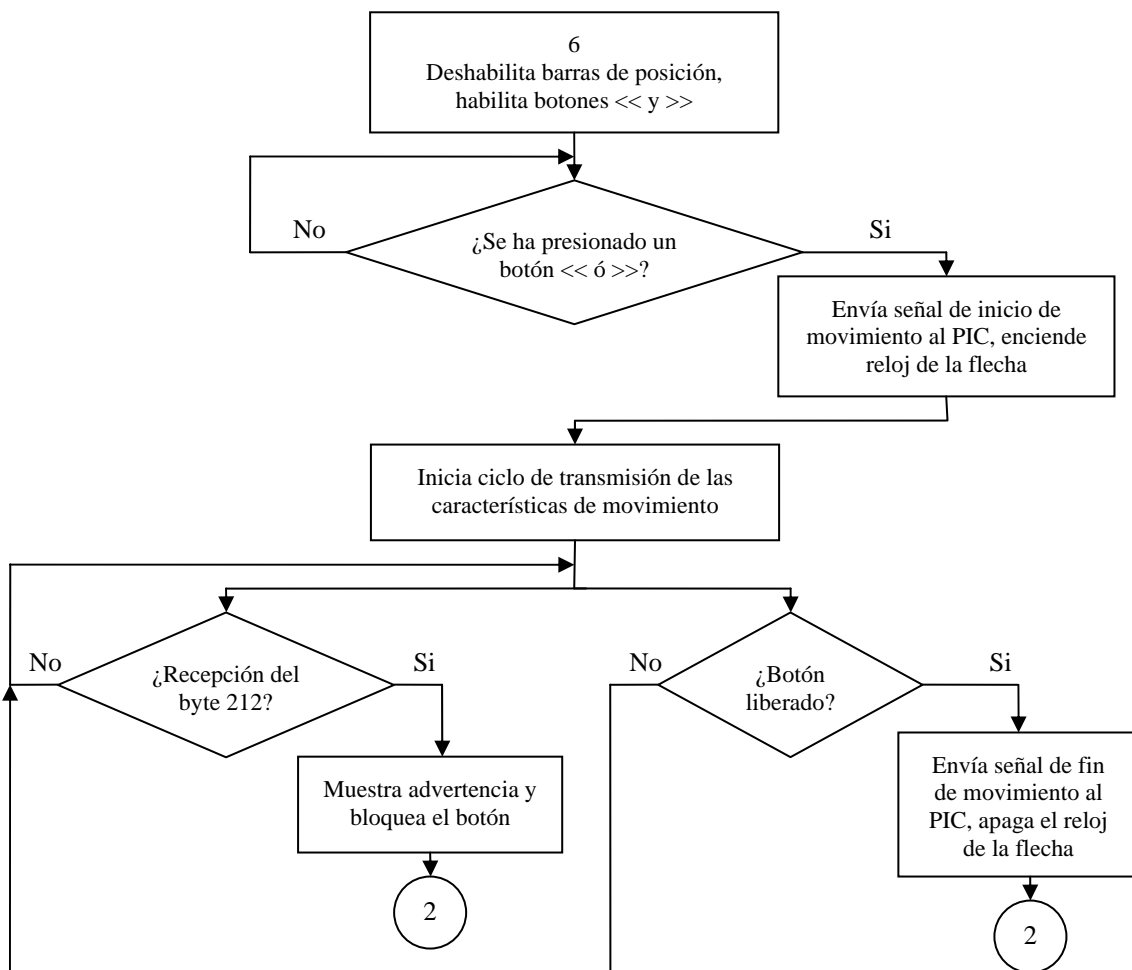 6
Deshabilita barras de posición,
habilita botones << y >>
No
¿Se ha presionado un
botón << ó >>?
Si
Envía señal de inicio de
movimiento al PIC, enciende
reloj de la flecha
Inicia ciclo de transmisión de las
características de movimiento
No
¿Recepción del
byte 212?
Si
No
¿Botón
liberado?
Si
Muestra advertencia y
bloquea el botón
Envía señal de fin
de movimiento al
PIC, apaga el reloj
de la flecha
2
2